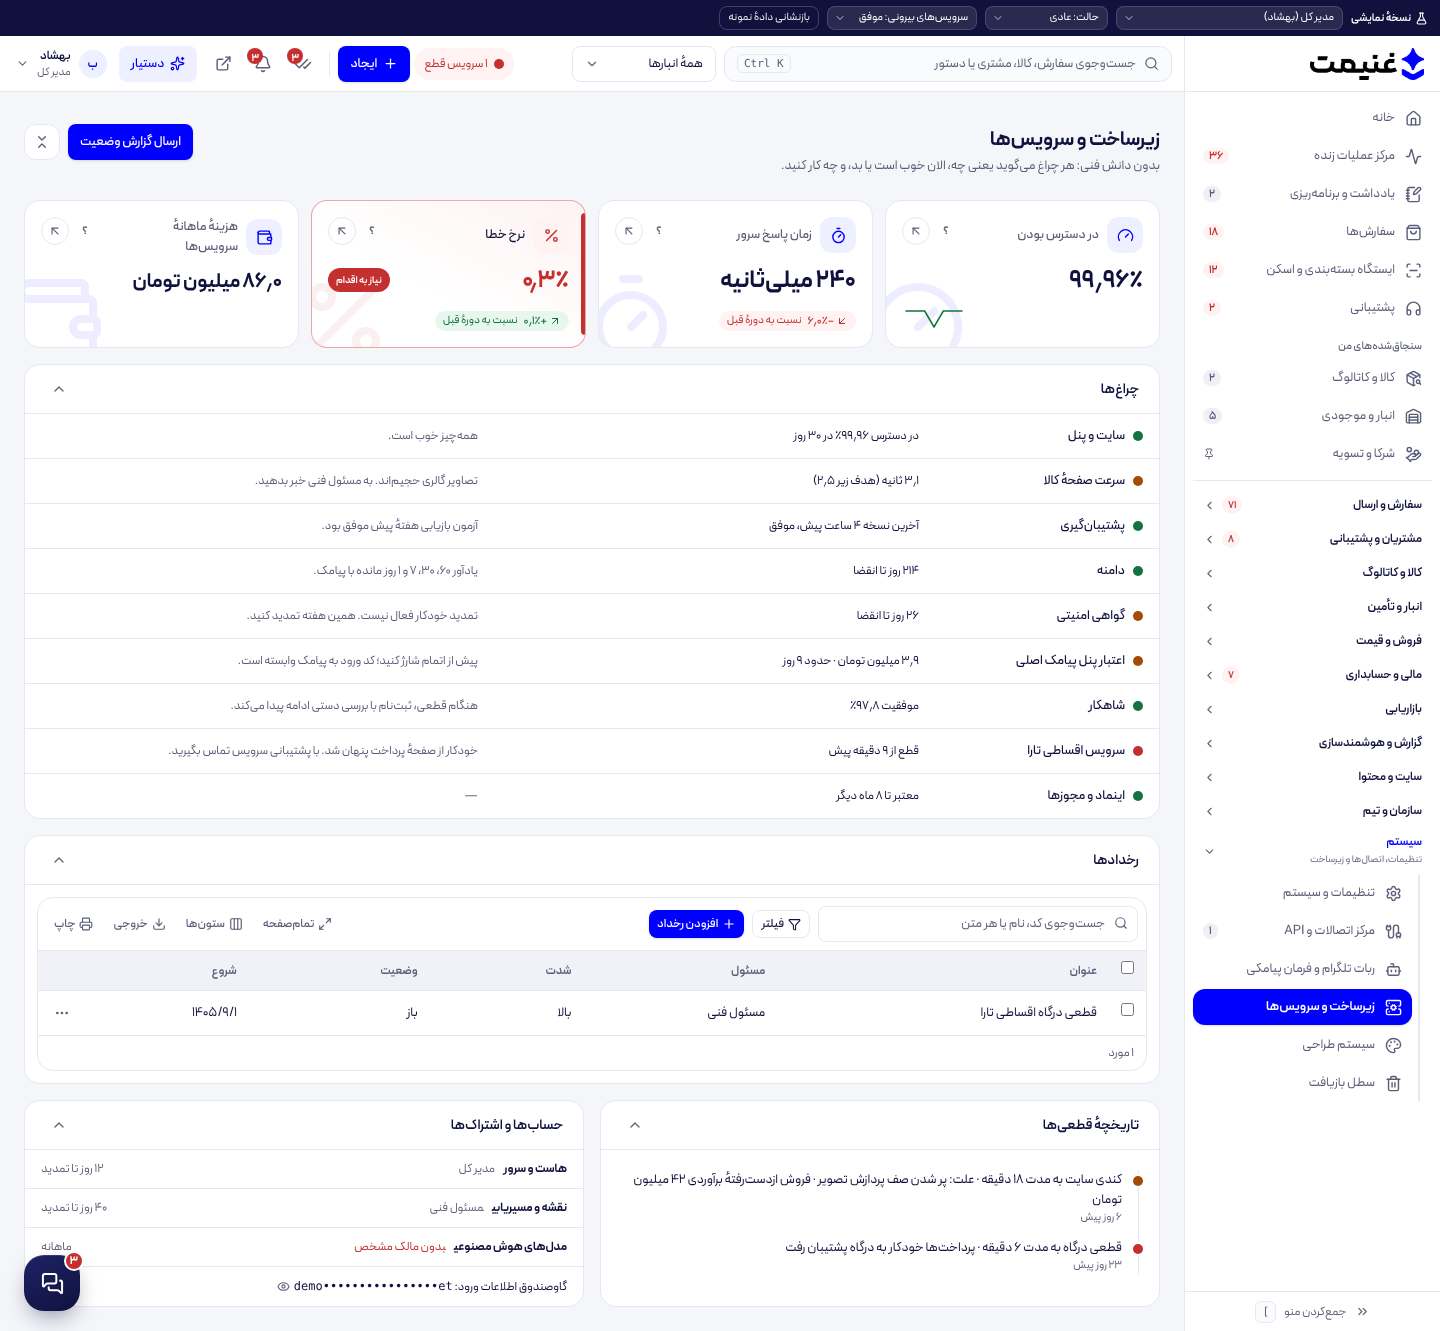 نسخهٔ نمایشی
مدیر کل (بهشاد)
حالت: عادی
سرویس‌های بیرونی: موفق
بازنشانی دادهٔ نمونه
غنیمت
جست‌وجوی سفارش، کالا، مشتری یا دستور
Ctrl K
همهٔ انبارها
۱ سرویس قطع
ایجاد
۳
۳
دستیار
ب
بهشاد
مدیر کل
خانه
مرکز عملیات زنده
۳۶
یادداشت و برنامه‌ریزی
۲
سفارش‌ها
۱۸
ایستگاه بسته‌بندی و اسکن
۱۲
پشتیبانی
۲
سنجاق‌شده‌های من
کالا و کاتالوگ
۲
انبار و موجودی
۵
شرکا و تسویه
سفارش و ارسال
۷۱
مشتریان و پشتیبانی
۸
کالا و کاتالوگ
انبار و تأمین
فروش و قیمت
مالی و حسابداری
۷
بازاریابی
گزارش و هوشمندسازی
سایت و محتوا
سازمان و تیم
سیستم
تنظیمات، اتصال‌ها و زیرساخت
تنظیمات و سیستم
مرکز اتصالات و API
۱
ربات تلگرام و فرمان پیامکی
زیرساخت و سرویس‌ها
سیستم طراحی
سطل بازیافت
جمع‌کردن منو
[
زیرساخت و سرویس‌ها
بدون دانش فنی: هر چراغ می‌گوید یعنی چه، الان خوب است یا بد، و چه کار کنید.
ارسال گزارش وضعیت
در دسترس بودن
؟
۹۹٫۹۶٪
زمان پاسخ سرور
؟
۲۴۰ میلی‌ثانیه
−۶٫۰٪ نسبت به دورهٔ قبل
نرخ خطا
؟
۰٫۳٪
نیاز به اقدام
+۰٫۱٪ نسبت به دورهٔ قبل
هزینهٔ ماهانهٔ
سرویس‌ها
؟
۸۶٫۰ میلیون تومان
چراغ‌ها
سایت و پنل
در دسترس ۹۹٫۹۶٪ در ۳۰ روز
همه‌چیز خوب است.
سرعت صفحهٔ کالا
۳٫۱ ثانیه (هدف زیر ۲٫۵)
تصاویر گالری حجیم‌اند. به مسئول فنی خبر بدهید.
پشتیبان‌گیری
آخرین نسخه ۴ ساعت پیش، موفق
آزمون بازیابی هفتهٔ پیش موفق بود.
دامنه
۲۱۴ روز تا انقضا
یادآور ۶۰، ۳۰، ۷ و ۱ روز مانده با پیامک.
گواهی امنیتی
۲۶ روز تا انقضا
تمدید خودکار فعال نیست. همین هفته تمدید کنید.
اعتبار پنل پیامک اصلی
۳٫۹ میلیون تومان · حدود ۹ روز
پیش از اتمام شارژ کنید؛ کد ورود به پیامک وابسته است.
شاهکار
موفقیت ۹۷٫۸٪
هنگام قطعی، ثبت‌نام با بررسی دستی ادامه پیدا می‌کند.
سرویس اقساطی تارا
قطع از ۹ دقیقه پیش
خودکار از صفحهٔ پرداخت پنهان شد. با پشتیبانی سرویس تماس بگیرید.
اینماد و مجوزها
معتبر تا ۸ ماه دیگر
—
رخدادها
جست‌وجوی کد، نام یا هر متن
فیلتر
افزودن رخداد
تمام‌صفحه
ستون‌ها
خروجی
چاپ
عنوان
مسئول
شدت
وضعیت
شروع
قطعی درگاه اقساطی تارا
مسئول فنی
بالا
باز
۱۴۰۵/۹/۱
۱ مورد
تاریخچهٔ قطعی‌ها
کندی سایت به مدت ۱۸ دقیقه · علت: پر شدن صف پردازش تصویر · فروش ازدست‌رفتهٔ برآوردی ۴۲ میلیون
تومان
۶ روز پیش
قطعی درگاه به مدت ۶ دقیقه · پرداخت‌ها خودکار به درگاه پشتیبان رفت
۲۳ روز پیش
حساب‌ها و اشتراک‌ها
هاست و سرور مدیر کل
۱۲ روز تا تمدید
نقشه و مسیریابی مسئول فنی
۴۰ روز تا تمدید
مدل‌های هوش مصنوعی بدون مالک مشخص
ماهانه
گاوصندوق اطلاعات ورود: demo••••••••••••••••et
۳